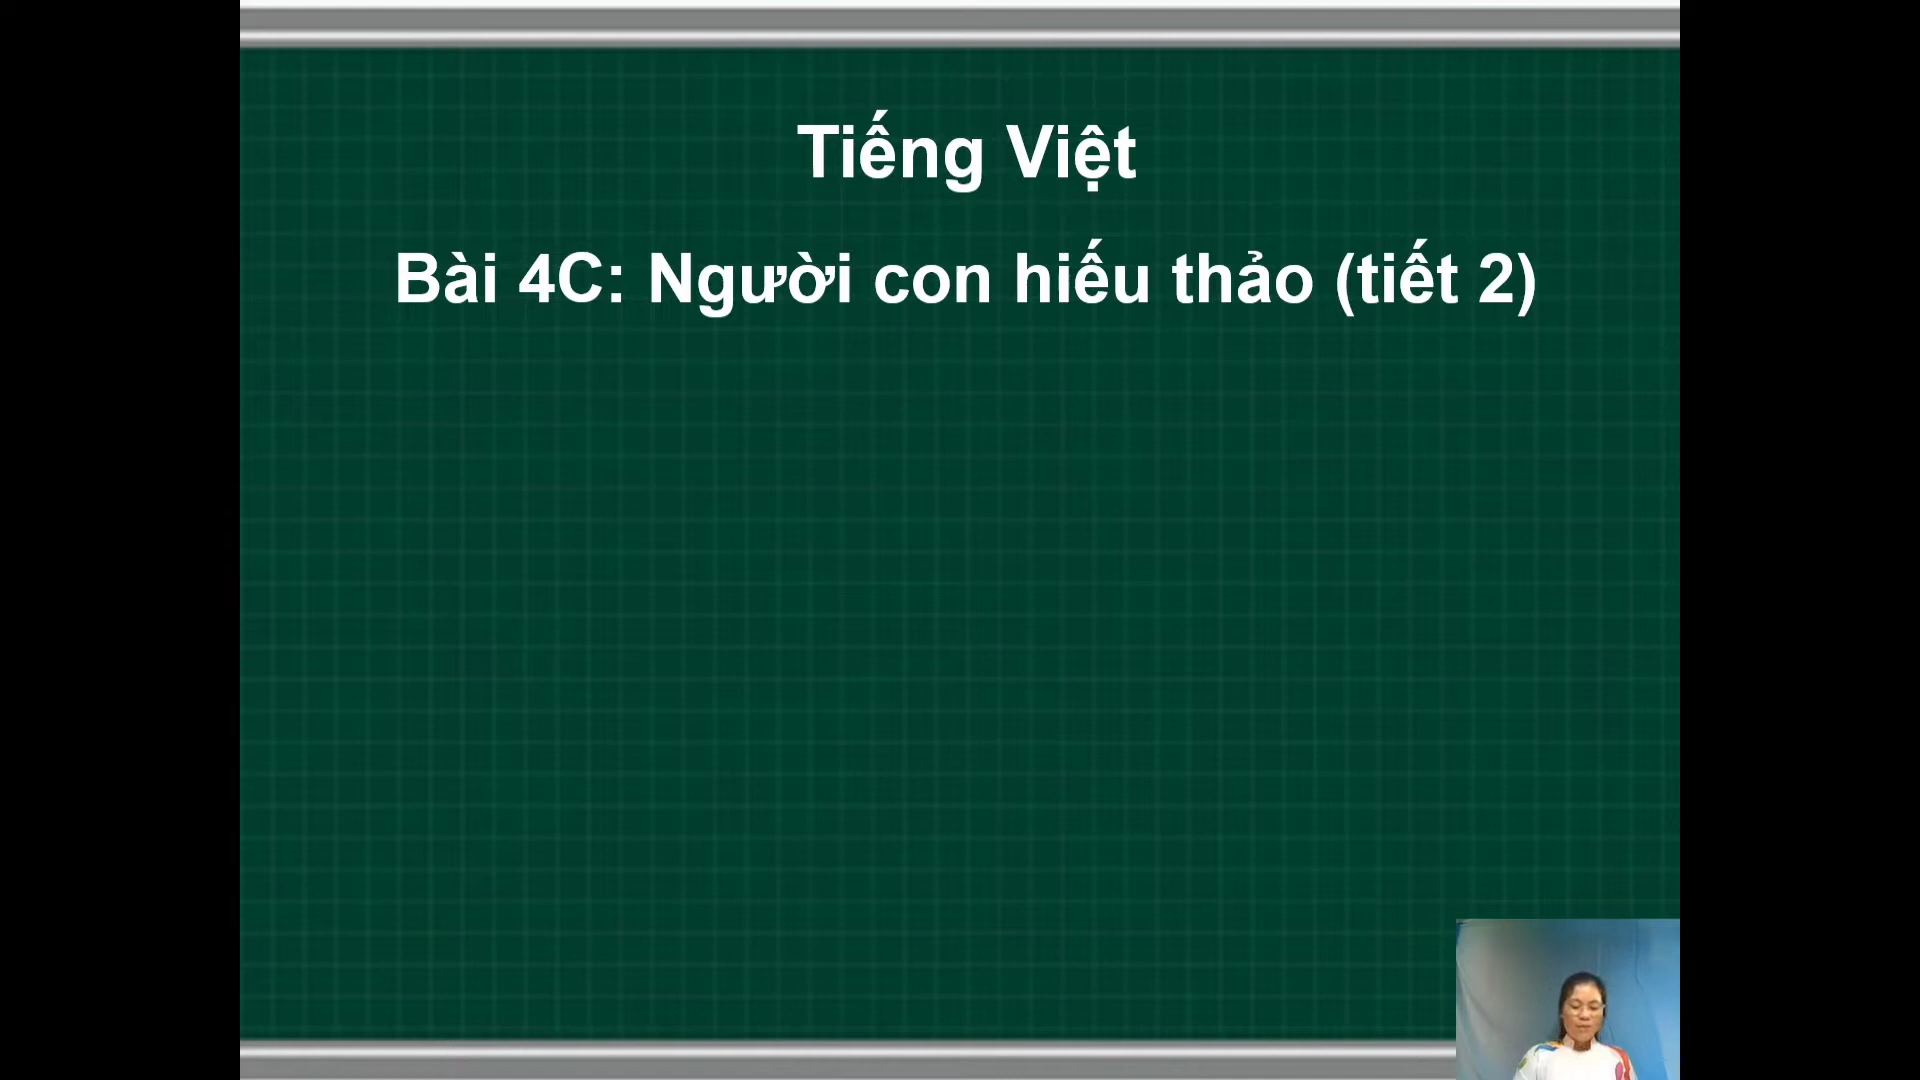 Tiếng Việt
Bài 4C: Người con hiếu thảo (tiết 2)